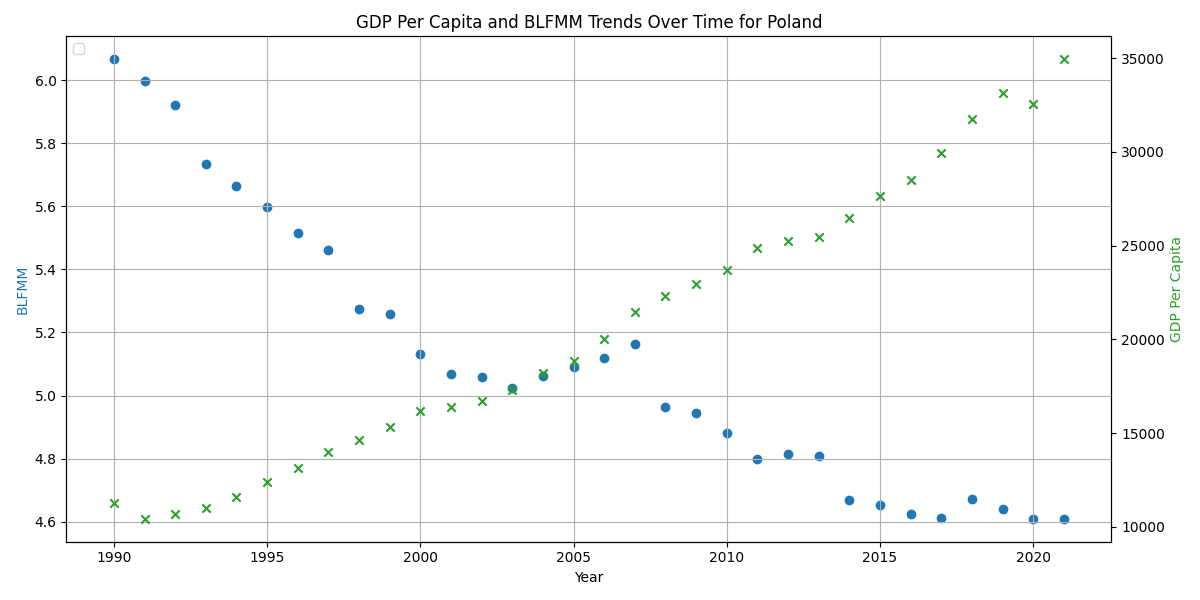 GDP Per Capita and BLFMM Trends Over Time for Poland
BLFMM
6.0
5.8
5.6
5.4
5.2
5.0
4.8
4.6
35000
30000
25000
20000
15000
10000
GDP Per Capita
1990 1995 2000 2005 2010 2015 2020
Year